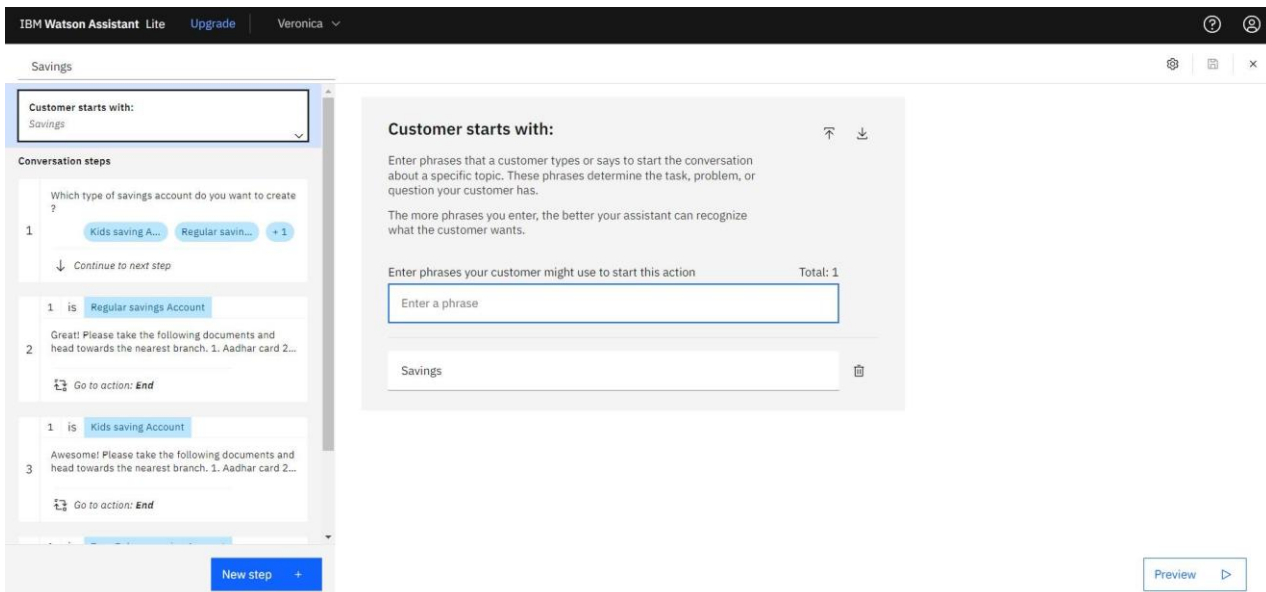 IBM Watson Assistant Lite Upgrade Veronica
Savings
Customer starts with:
Savings
Conversation steps
Which type of savings account do you want to create
?
1
Kids saving A... Regular savin... + 1
Continue to next step
1 is Regular savings Account
Great! Please take the following documents and
2 head towards the nearest branch. 1. Aadhar card 2...
Go to action: End
1 is Kids saving Account
Awesome! Please take the following documents and
3 head towards the nearest branch. 1. Aadhar card 2...
Go to action: End
New step +
Customer starts with:
Enter phrases that a customer types or says to start the conversation
about a specific topic. These phrases determine the task, problem, or
question your customer has.
The more phrases you enter, the better your assistant can recognize
what the customer wants.
Enter phrases your customer might use to start this action Total: 1
Enter a phrase
Savings
Preview